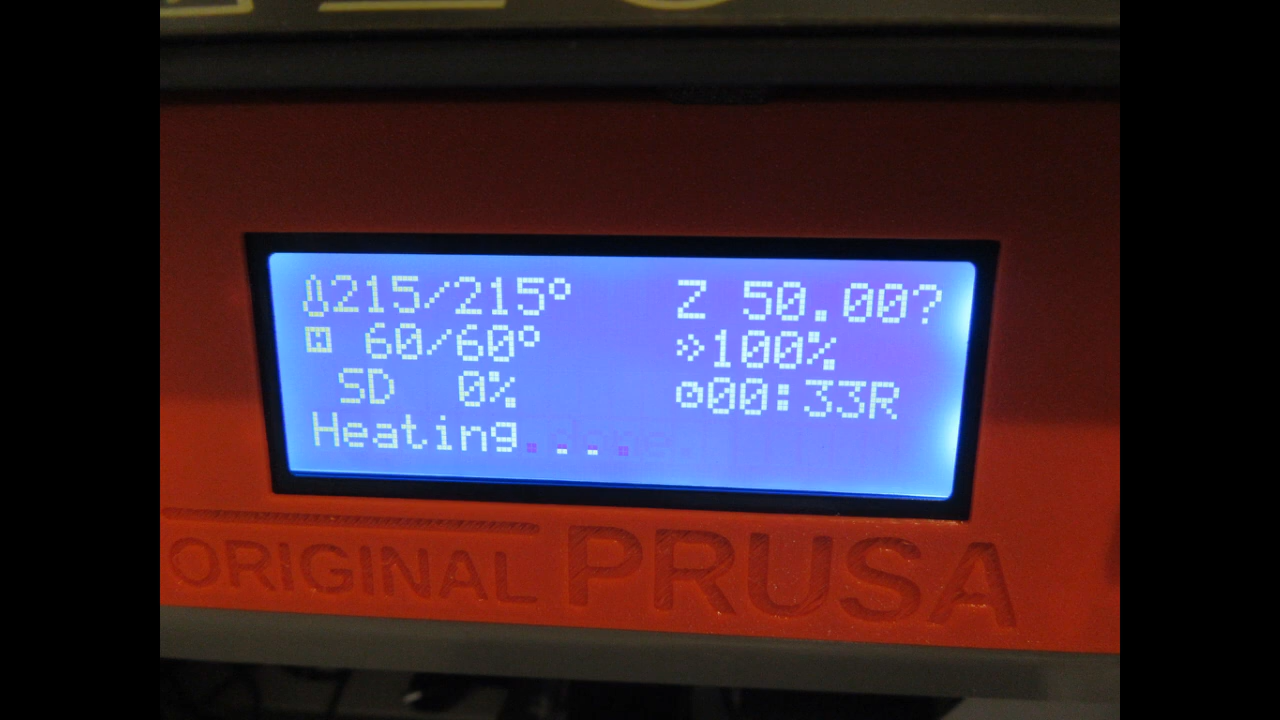 215/215° Z 50.00?
60/60° 100%
SD 0% 00:33R
Heating....
ORIGINAL PRUSA